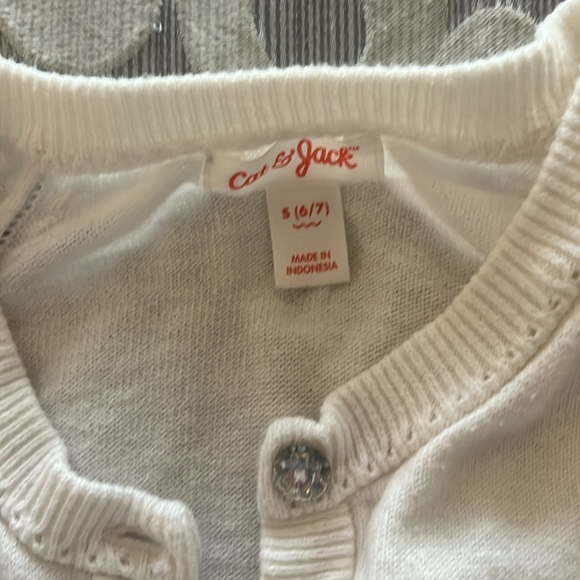 Cat & Jack™
S (6/7)
MADE IN
INDONESIA